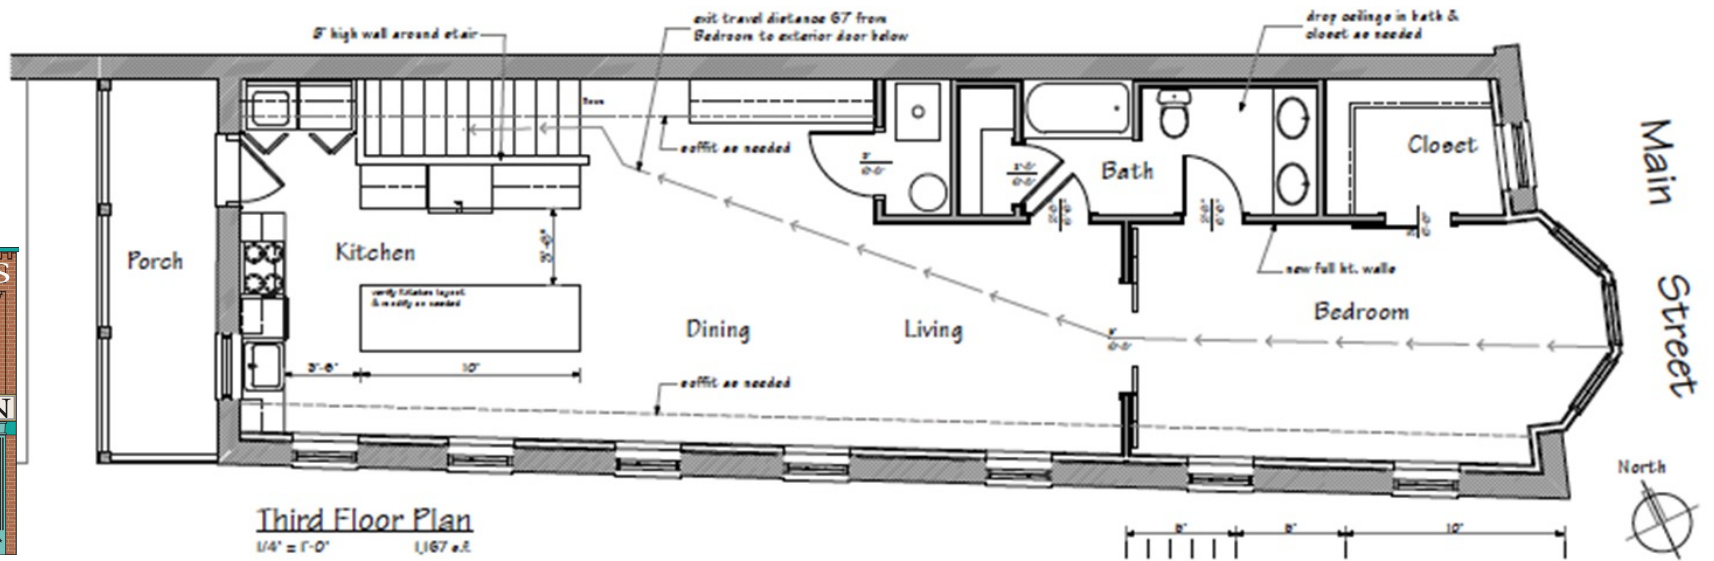 8' high wall around stair
exit travel distance 67' from
Bedroom to exterior door below
drop ceilings in bath &
closet as needed
Down
soffit as needed
Closet
Bath
Main
Street
Porch
Kitchen
3'-6"
verify kitchen layout
& modify as needed
new full ht. walls
Bedroom
Dining
Living
3'-6"
10'
soffit as needed
North
S
N
Third Floor Plan
1/4" = 1'-0"
1,167 s.f.
5'
5'
10'